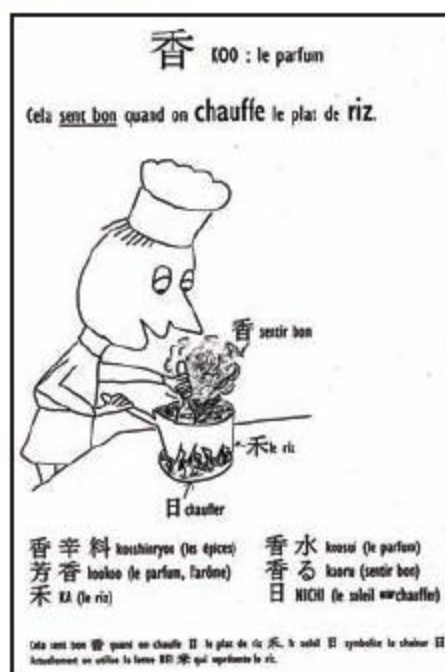 香 KOO : le parfum
Cela sent bon quand on chauffe le plat de riz.
香 sentir bon
禾 le riz
日 chauffer
香辛料 kooshinryoo (les épices)
香水 koosui (le parfum)
芳香 hookoo (le parfum, l'arôme)
香る kaoru (sentir bon)
禾 KA (le riz)
日 NICHI (le soleil chauffer)
Cela sent bon 香 quand on chauffe 日 le plat de riz 禾. le soleil 日 symbolise la chaleur 日
Actuellement on utilise la forme BEI 米 qui représente le riz.